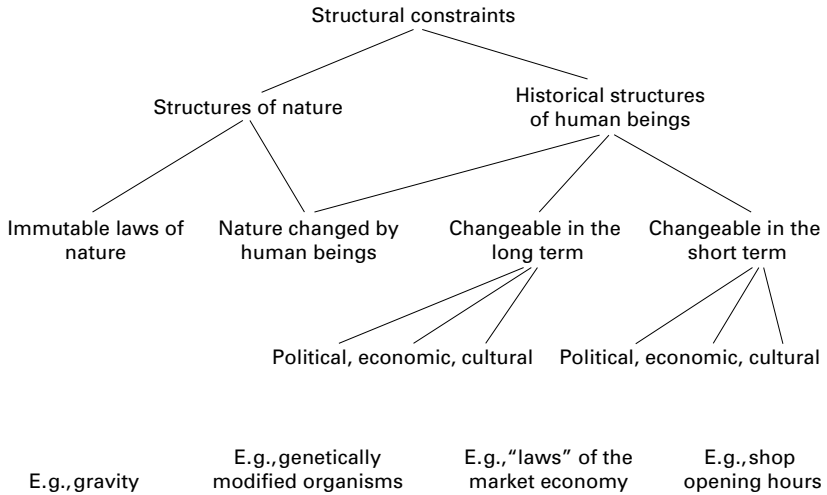 Structural constraints
Structures of nature
Historical structures
of human beings
Immutable laws of
nature
Nature changed by
human beings
Changeable in the
long term
Changeable in the
short term
Political, economic, cultural
Political, economic, cultural
E.g., gravity
E.g., genetically
modified organisms
E.g., “laws” of the
market economy
E.g., shop
opening hours